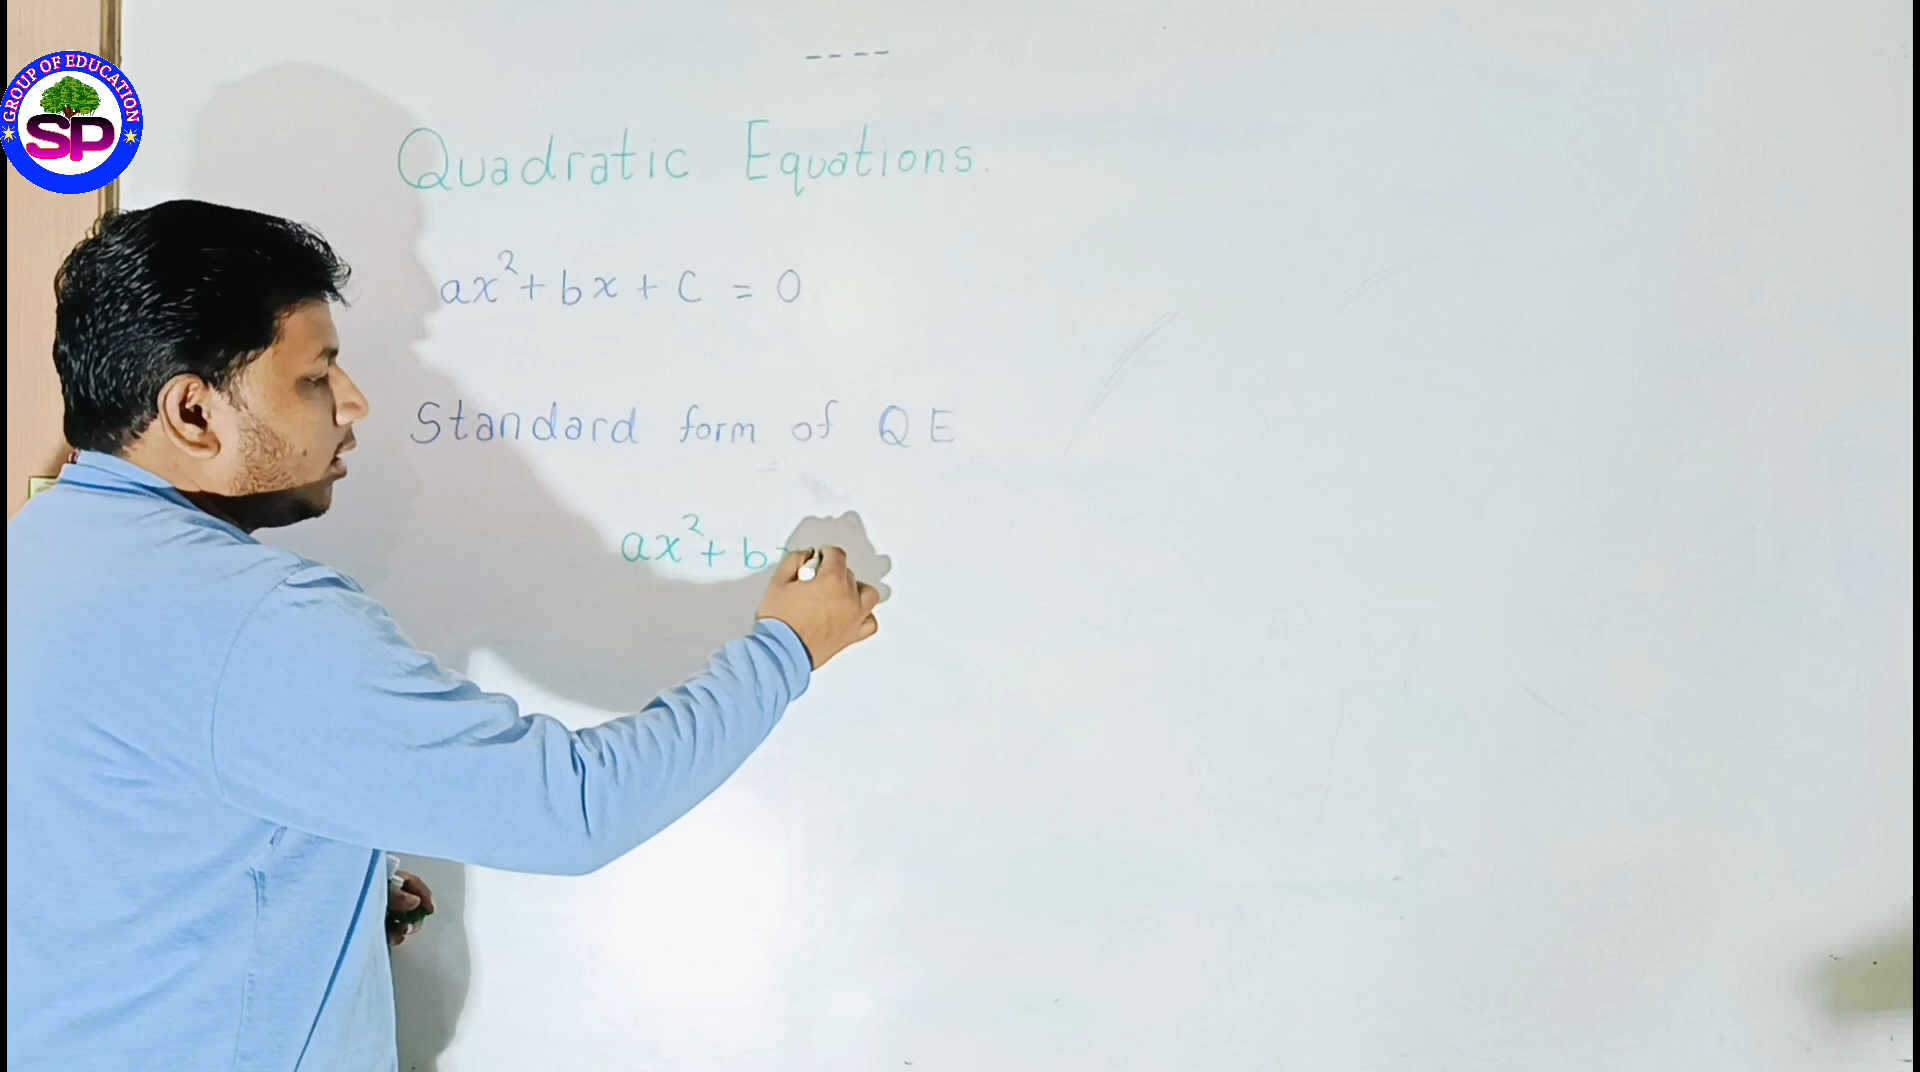 GROUP OF EDUCATION
SP
----
Quadratic Equations.
ax²+ bx + c = 0
Standard form of QE
ax²+ b